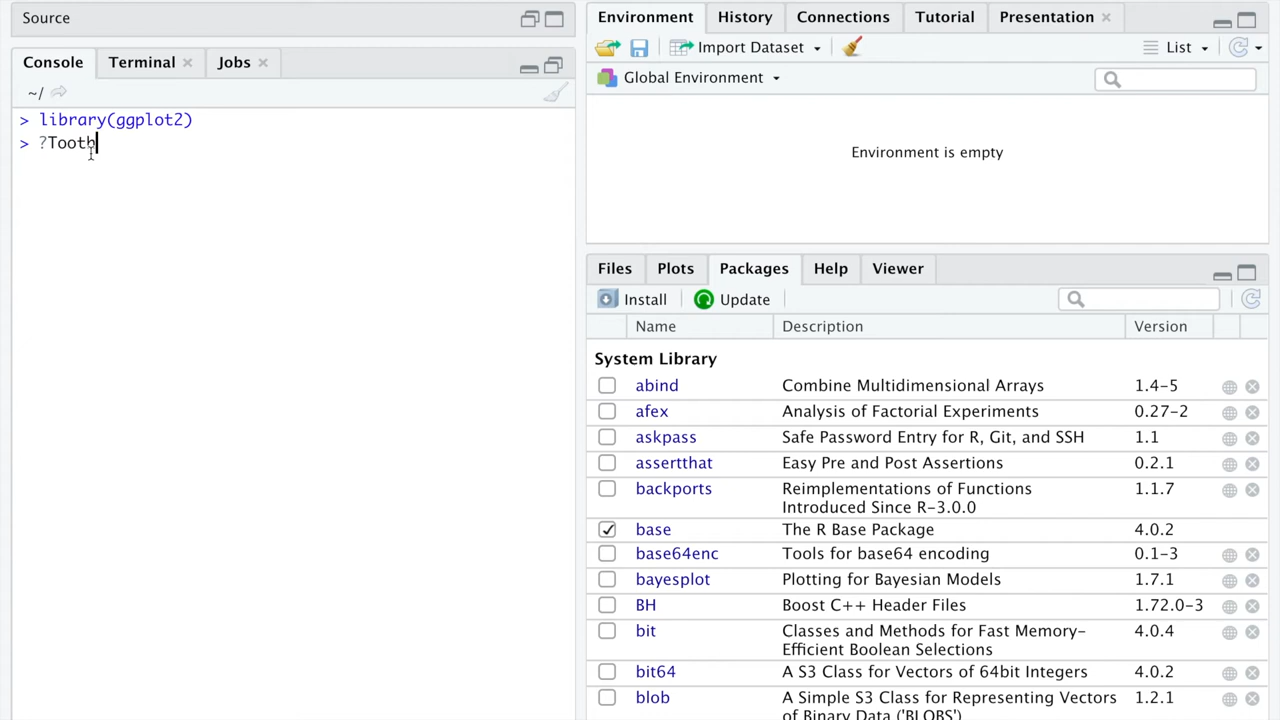 Source
Console Terminal Jobs
~/
> library(ggplot2)
> ?Tooth
Environment History Connections Tutorial Presentation
Import Dataset List
Global Environment
Environment is empty
Files Plots Packages Help Viewer
Install Update
Name Description Version
System Library
abind Combine Multidimensional Arrays 1.4-5
afex Analysis of Factorial Experiments 0.27-2
askpass Safe Password Entry for R, Git, and SSH 1.1
assertthat Easy Pre and Post Assertions 0.2.1
backports Reimplementations of Functions 1.1.7
Introduced Since R-3.0.0
base The R Base Package 4.0.2
base64enc Tools for base64 encoding 0.1-3
bayesplot Plotting for Bayesian Models 1.7.1
BH Boost C++ Header Files 1.72.0-3
bit Classes and Methods for Fast Memory- 4.0.4
Efficient Boolean Selections
bit64 A S3 Class for Vectors of 64bit Integers 4.0.2
blob A Simple S3 Class for Representing Vectors 1.2.1
of Binary Data ('BLOBS')